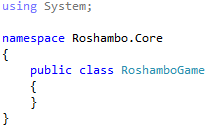 using System;

namespace Roshambo.Core
{
    public class RoshamboGame
    {
    }
}